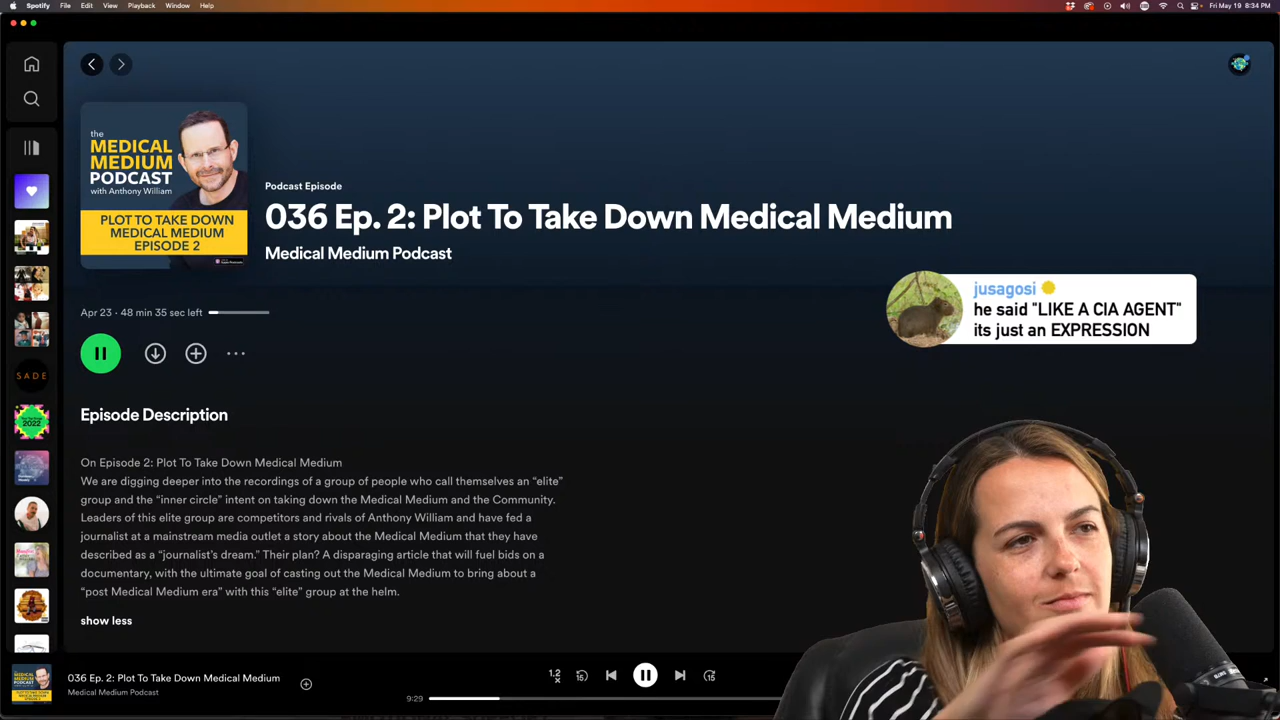 Spotify File Edit View Playback Window Help
Fri May 19 8:34 PM
the
MEDICAL
MEDIUM
PODCAST
with Anthony William
PLOT TO TAKE DOWN
MEDICAL MEDIUM
EPISODE 2
Podcast Episode
036 Ep. 2: Plot To Take Down Medical Medium
Medical Medium Podcast
jusagosi
he said "LIKE A CIA AGENT"
its just an EXPRESSION
Apr 23 · 48 min 35 sec left
SADE
2022
Episode Description
On Episode 2: Plot To Take Down Medical Medium
We are digging deeper into the recordings of a group of people who call themselves an “elite”
group and the “inner circle” intent on taking down the Medical Medium and the Community.
Leaders of this elite group are competitors and rivals of Anthony William and have fed a
journalist at a mainstream media outlet a story about the Medical Medium that they have
described as a “journalist’s dream.” Their plan? A disparaging article that will fuel bids on a
documentary, with the ultimate goal of casting out the Medical Medium to bring about a
“post Medical Medium era” with this “elite” group at the helm.
show less
036 Ep. 2: Plot To Take Down Medical Medium
Medical Medium Podcast
1.2
x
15
15
9:29